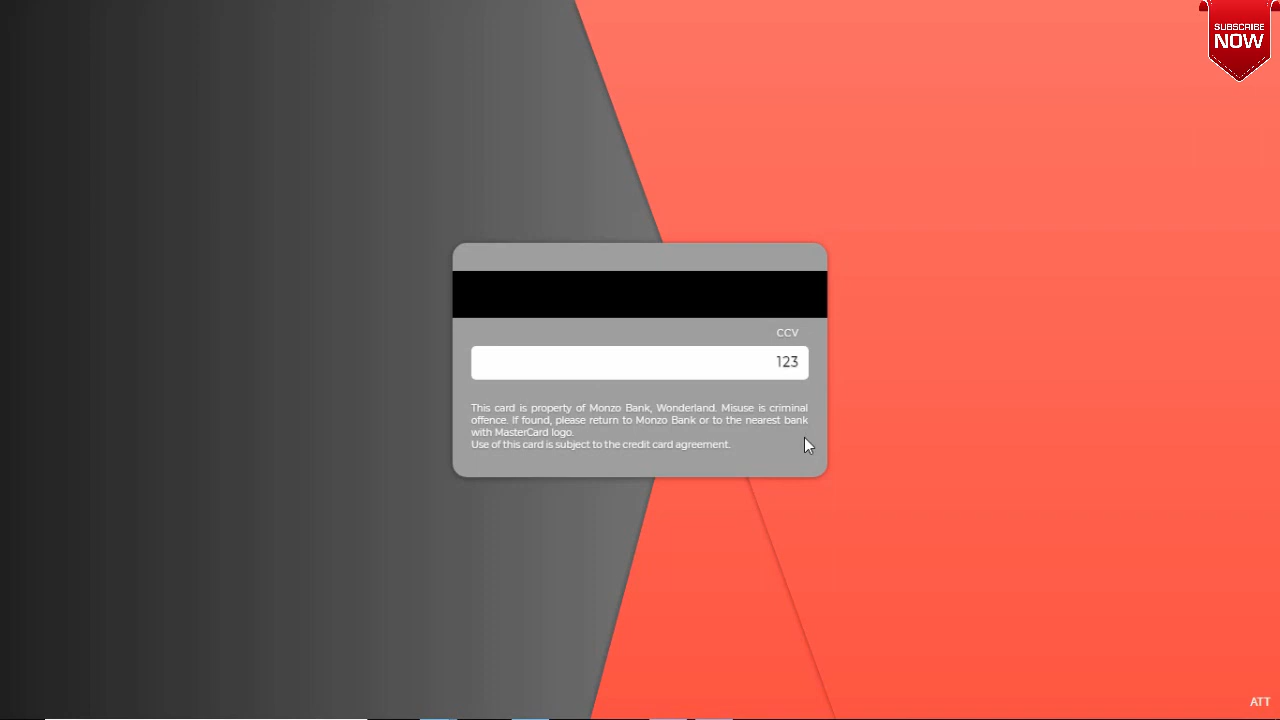 SUBSCRIBE
NOW
CCV
123
This card is property of Monzo Bank, Wonderland. Misuse is criminal
offence. If found, please return to Monzo Bank or to the nearest bank
with MasterCard logo.
Use of this card is subject to the credit card agreement.
ATT